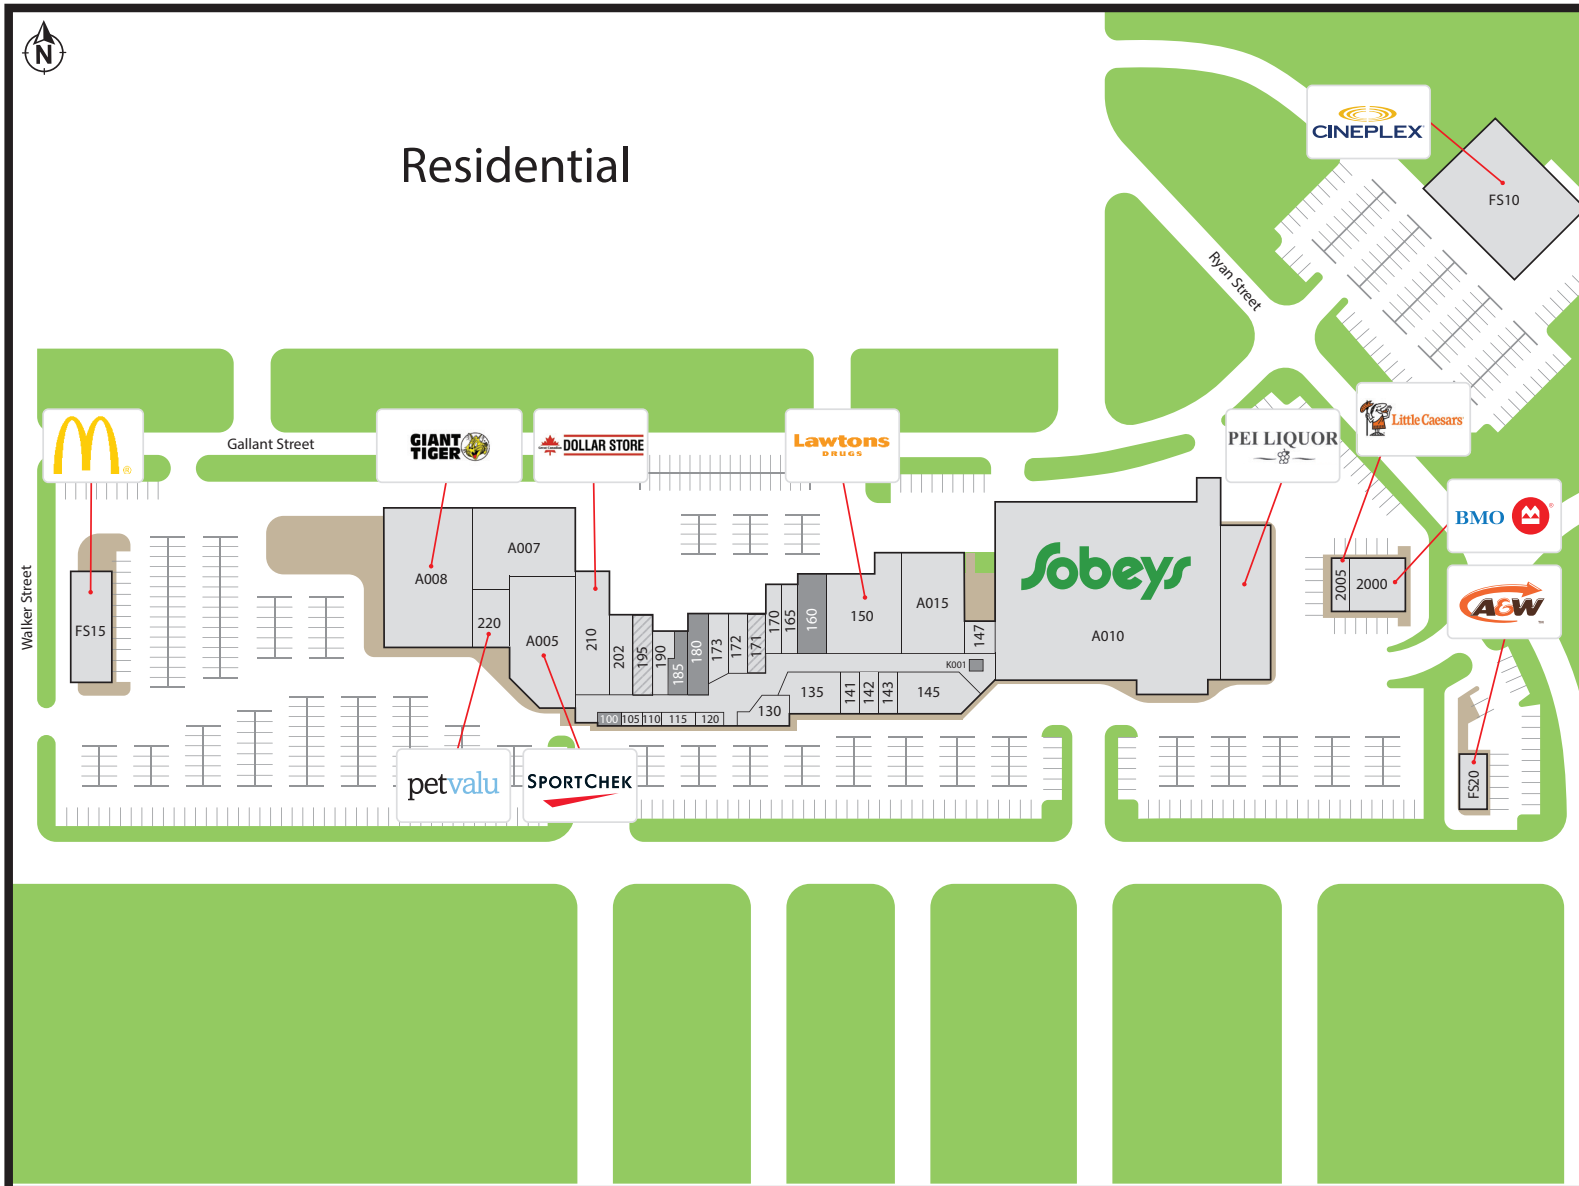 N
Residential
CINEPLEX
FS10
Ryan Street
Gallant Street
GIANT
TIGER
Great Canadian
DOLLAR STORE
Lawtons
DRUGS
PEI LIQUOR
Little Caesars
BMO
A&W
Walker Street
FS15
A008
A007
220
A005
210
202
195
190
185
180
173
172
171
170
165
160
150
A015
147
K001
Sobeys
A010
2005
2000
100
105
110
115
120
130
135
141
142
143
145
petvalu
SPORTCHEK
FS20